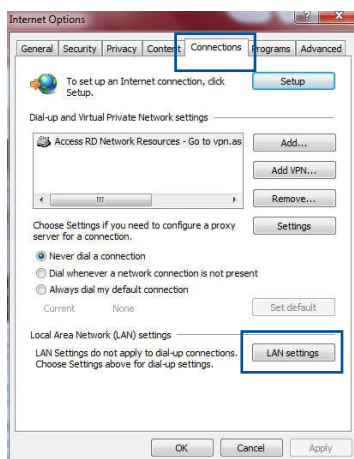 Internet Options
General Security Privacy Content Connections Programs Advanced
To set up an Internet connection, click
Setup.
Setup
Dial-up and Virtual Private Network settings
Access RD Network Resources - Go to vpn.as
Add...
Add VPN...
Remove...
Choose Settings if you need to configure a proxy
server for a connection.
Settings
Never dial a connection
Dial whenever a network connection is not present
Always dial my default connection
Current None
Set default
Local Area Network (LAN) settings
LAN Settings do not apply to dial-up connections.
Choose Settings above for dial-up settings.
LAN settings
OK Cancel Apply